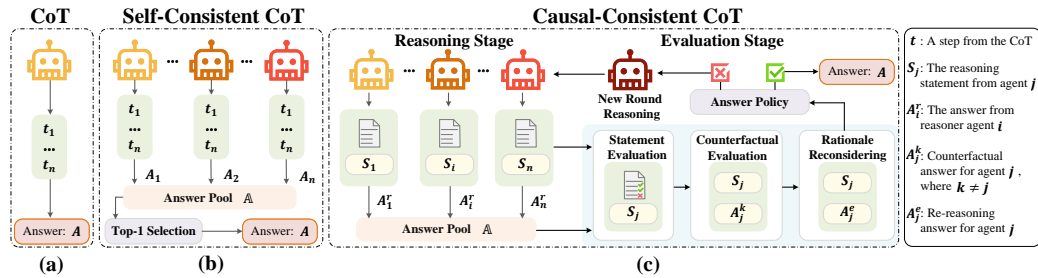 CoT
t₁
...
tₙ
Answer: A
(a)
Self-Consistent CoT
...
...
t₁
...
tₙ
t₁
...
tₙ
t₁
...
tₙ
A₁
A₂
Aₙ
Answer Pool 𝔸
Top-1 Selection
Answer: A
(b)
Causal-Consistent CoT
Reasoning Stage
...
...
S₁
Sᵢ
Sₙ
A₁ʳ
Aᵢʳ
Aₙʳ
Answer Pool 𝔸
Evaluation Stage
New Round
Reasoning
Answer Policy
Answer: A
Statement
Evaluation
Sⱼ
Counterfactual
Evaluation
Sⱼ
Aⱼᵏ
Rationale
Reconsidering
Sⱼ
Aⱼᵉ
(c)
t : A step from the CoT
Sⱼ: The reasoning
statement from agent j
Aᵢʳ: The answer from
reasoner agent i
Aⱼᵏ: Counterfactual
answer for agent j ,
where k ≠ j
Aⱼᵉ: Re-reasoning
answer for agent j